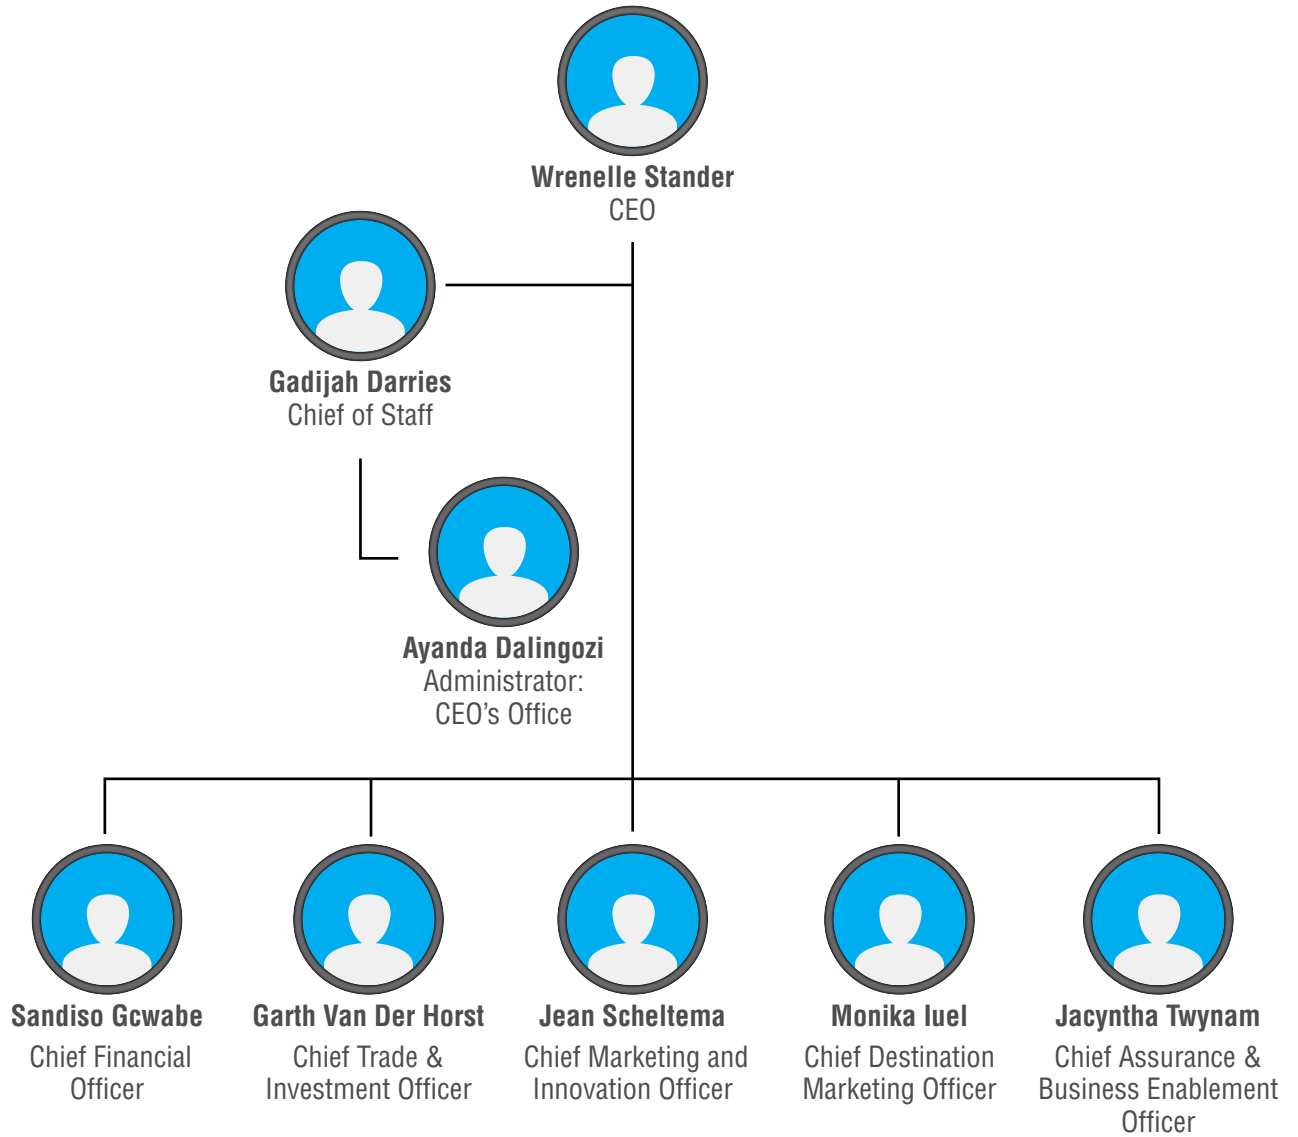 Wrenelle Stander
CEO
Gadijah Darries
Chief of Staff
Ayanda Dalingozi
Administrator:
CEO’s Office
Sandiso Gcwabe
Chief Financial
Officer
Garth Van Der Horst
Chief Trade &
Investment Officer
Jean Scheltema
Chief Marketing and
Innovation Officer
Monika Iuel
Chief Destination
Marketing Officer
Jacyntha Twynam
Chief Assurance &
Business Enablement
Officer